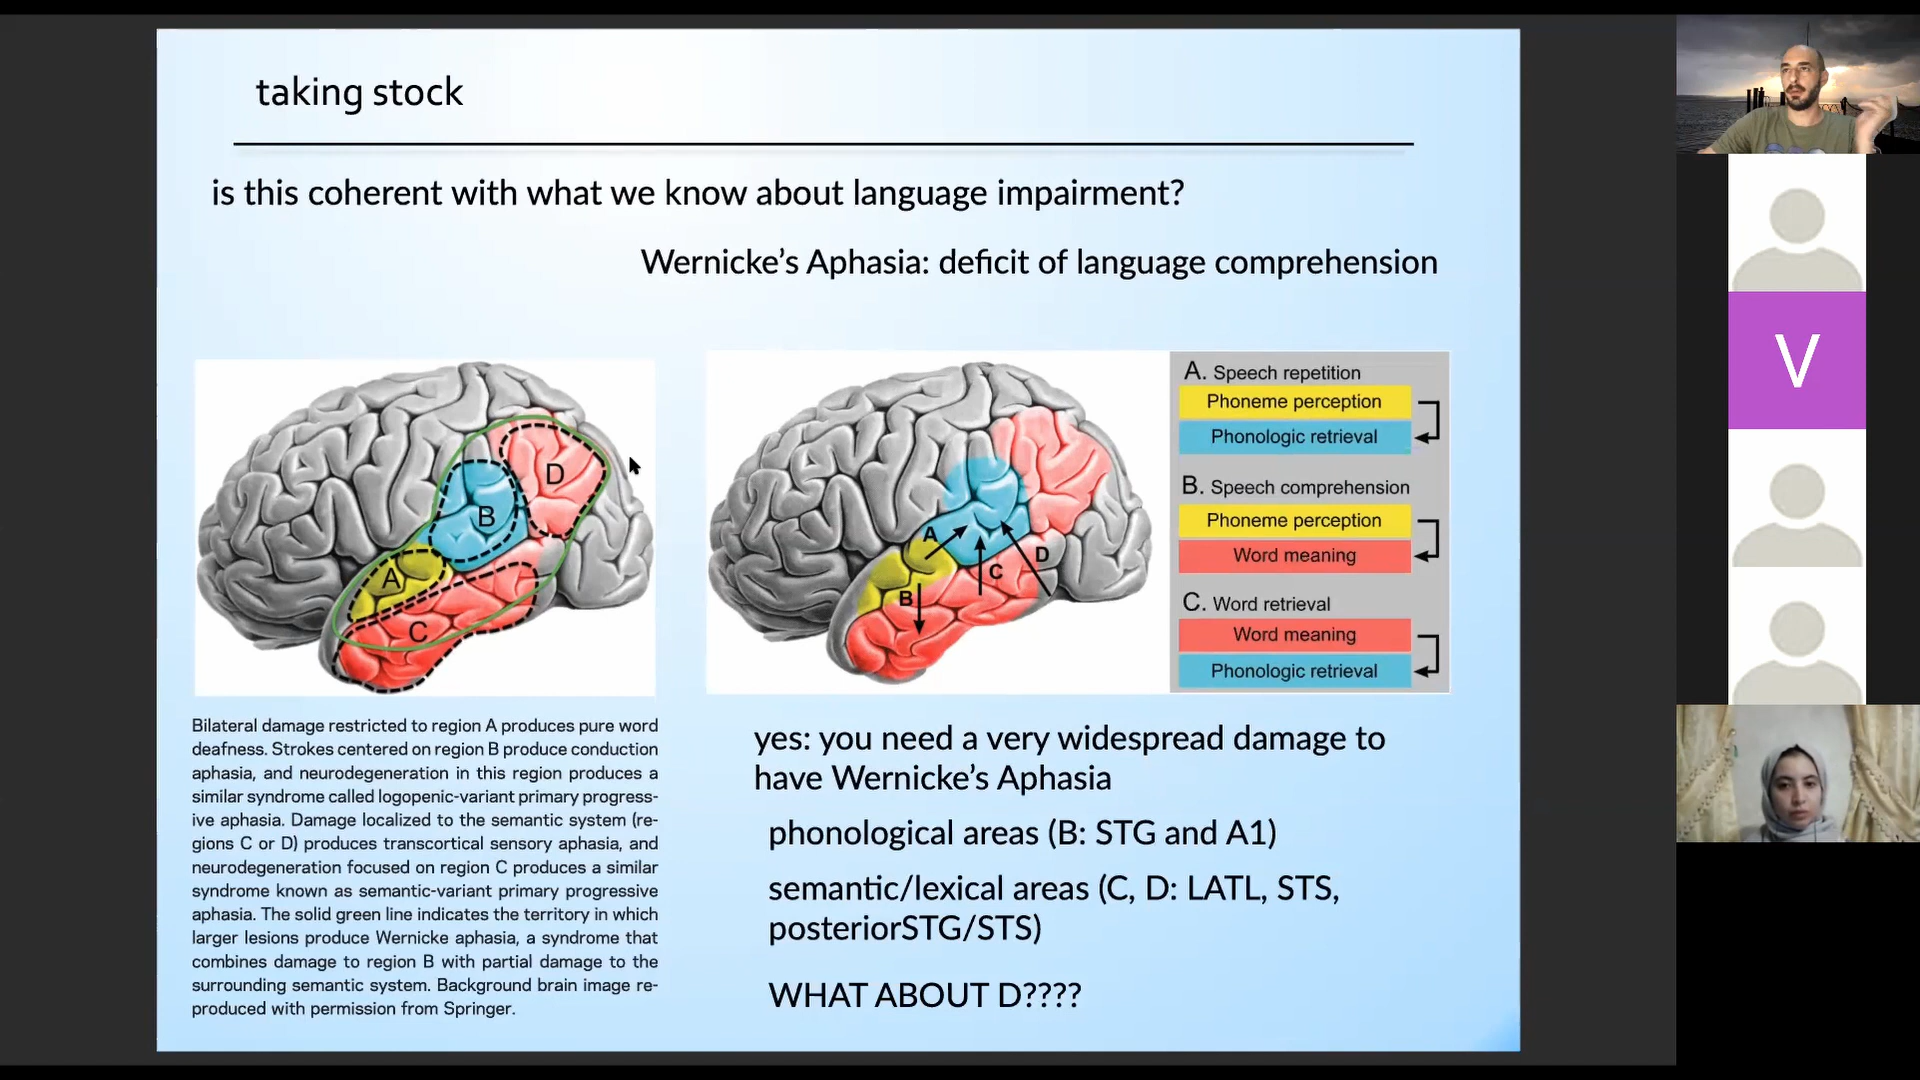 taking stock
is this coherent with what we know about language impairment?
Wernicke's Aphasia: deficit of language comprehension
A
B
C
D
A
B
C
D
A. Speech repetition
Phoneme perception
Phonologic retrieval
B. Speech comprehension
Phoneme perception
Word meaning
C. Word retrieval
Word meaning
Phonologic retrieval
Bilateral damage restricted to region A produces pure word
deafness. Strokes centered on region B produce conduction
aphasia, and neurodegeneration in this region produces a
similar syndrome called logopenic-variant primary progress-
ive aphasia. Damage localized to the semantic system (re-
gions C or D) produces transcortical sensory aphasia, and
neurodegeneration focused on region C produces a similar
syndrome known as semantic-variant primary progressive
aphasia. The solid green line indicates the territory in which
larger lesions produce Wernicke aphasia, a syndrome that
combines damage to region B with partial damage to the
surrounding semantic system. Background brain image re-
produced with permission from Springer.
yes: you need a very widespread damage to
have Wernicke's Aphasia
phonological areas (B: STG and A1)
semantic/lexical areas (C, D: LATL, STS,
posteriorSTG/STS)
WHAT ABOUT D????
V